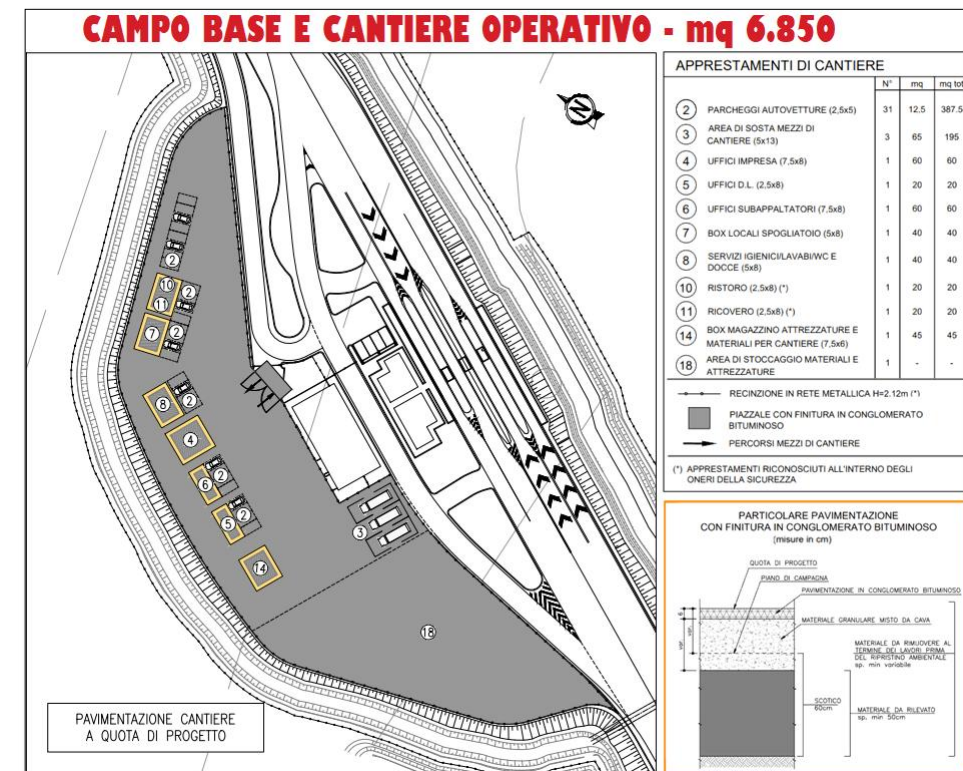 CAMPO BASE E CANTIERE OPERATIVO - mq 6.850
N
2
2
10
2
11
2
7
8
2
4
6
2
5
2
3
14
18
PAVIMENTAZIONE CANTIERE
A QUOTA DI PROGETTO
APPRESTAMENTI DI CANTIERE
N° mq mq tot
2 PARCHEGGI AUTOVETTURE (2,5x5) 31 12.5 387.5
3 AREA DI SOSTA MEZZI DI
CANTIERE (5x13) 3 65 195
4 UFFICI IMPRESA (7,5x8) 1 60 60
5 UFFICI D.L. (2,5x8) 1 20 20
6 UFFICI SUBAPPALTATORI (7,5x8) 1 60 60
7 BOX LOCALI SPOGLIATOIO (5x8) 1 40 40
8 SERVIZI IGIENICI/LAVABI/WC E
DOCCE (5x8) 1 40 40
10 RISTORO (2,5x8) (*) 1 20 20
11 RICOVERO (2,5x8) (*) 1 20 20
14 BOX MAGAZZINO ATTREZZATURE E
MATERIALI PER CANTIERE (7,5x6) 1 45 45
18 AREA DI STOCCAGGIO MATERIALI E
ATTREZZATURE 1 - -
RECINZIONE IN RETE METALLICA H=2.12m (*)
PIAZZALE CON FINITURA IN CONGLOMERATO
BITUMINOSO
PERCORSI MEZZI DI CANTIERE
(*) APPRESTAMENTI RICONOSCIUTI ALL'INTERNO DEGLI
ONERI DELLA SICUREZZA
PARTICOLARE PAVIMENTAZIONE
CON FINITURA IN CONGLOMERATO BITUMINOSO
(misure in cm)
QUOTA DI PROGETTO
PIANO DI CAMPAGNA
PAVIMENTAZIONE IN CONGLOMERATO BITUMINOSO
MATERIALE GRANULARE MISTO DA CAVA
6
var.
var.
MATERIALE DA RIMUOVERE AL
TERMINE DEI LAVORI PRIMA
DEL RIPRISTINO AMBIENTALE
sp. min variabile
SCOTICO
60cm
MATERIALE DA RILEVATO
sp. min 50cm